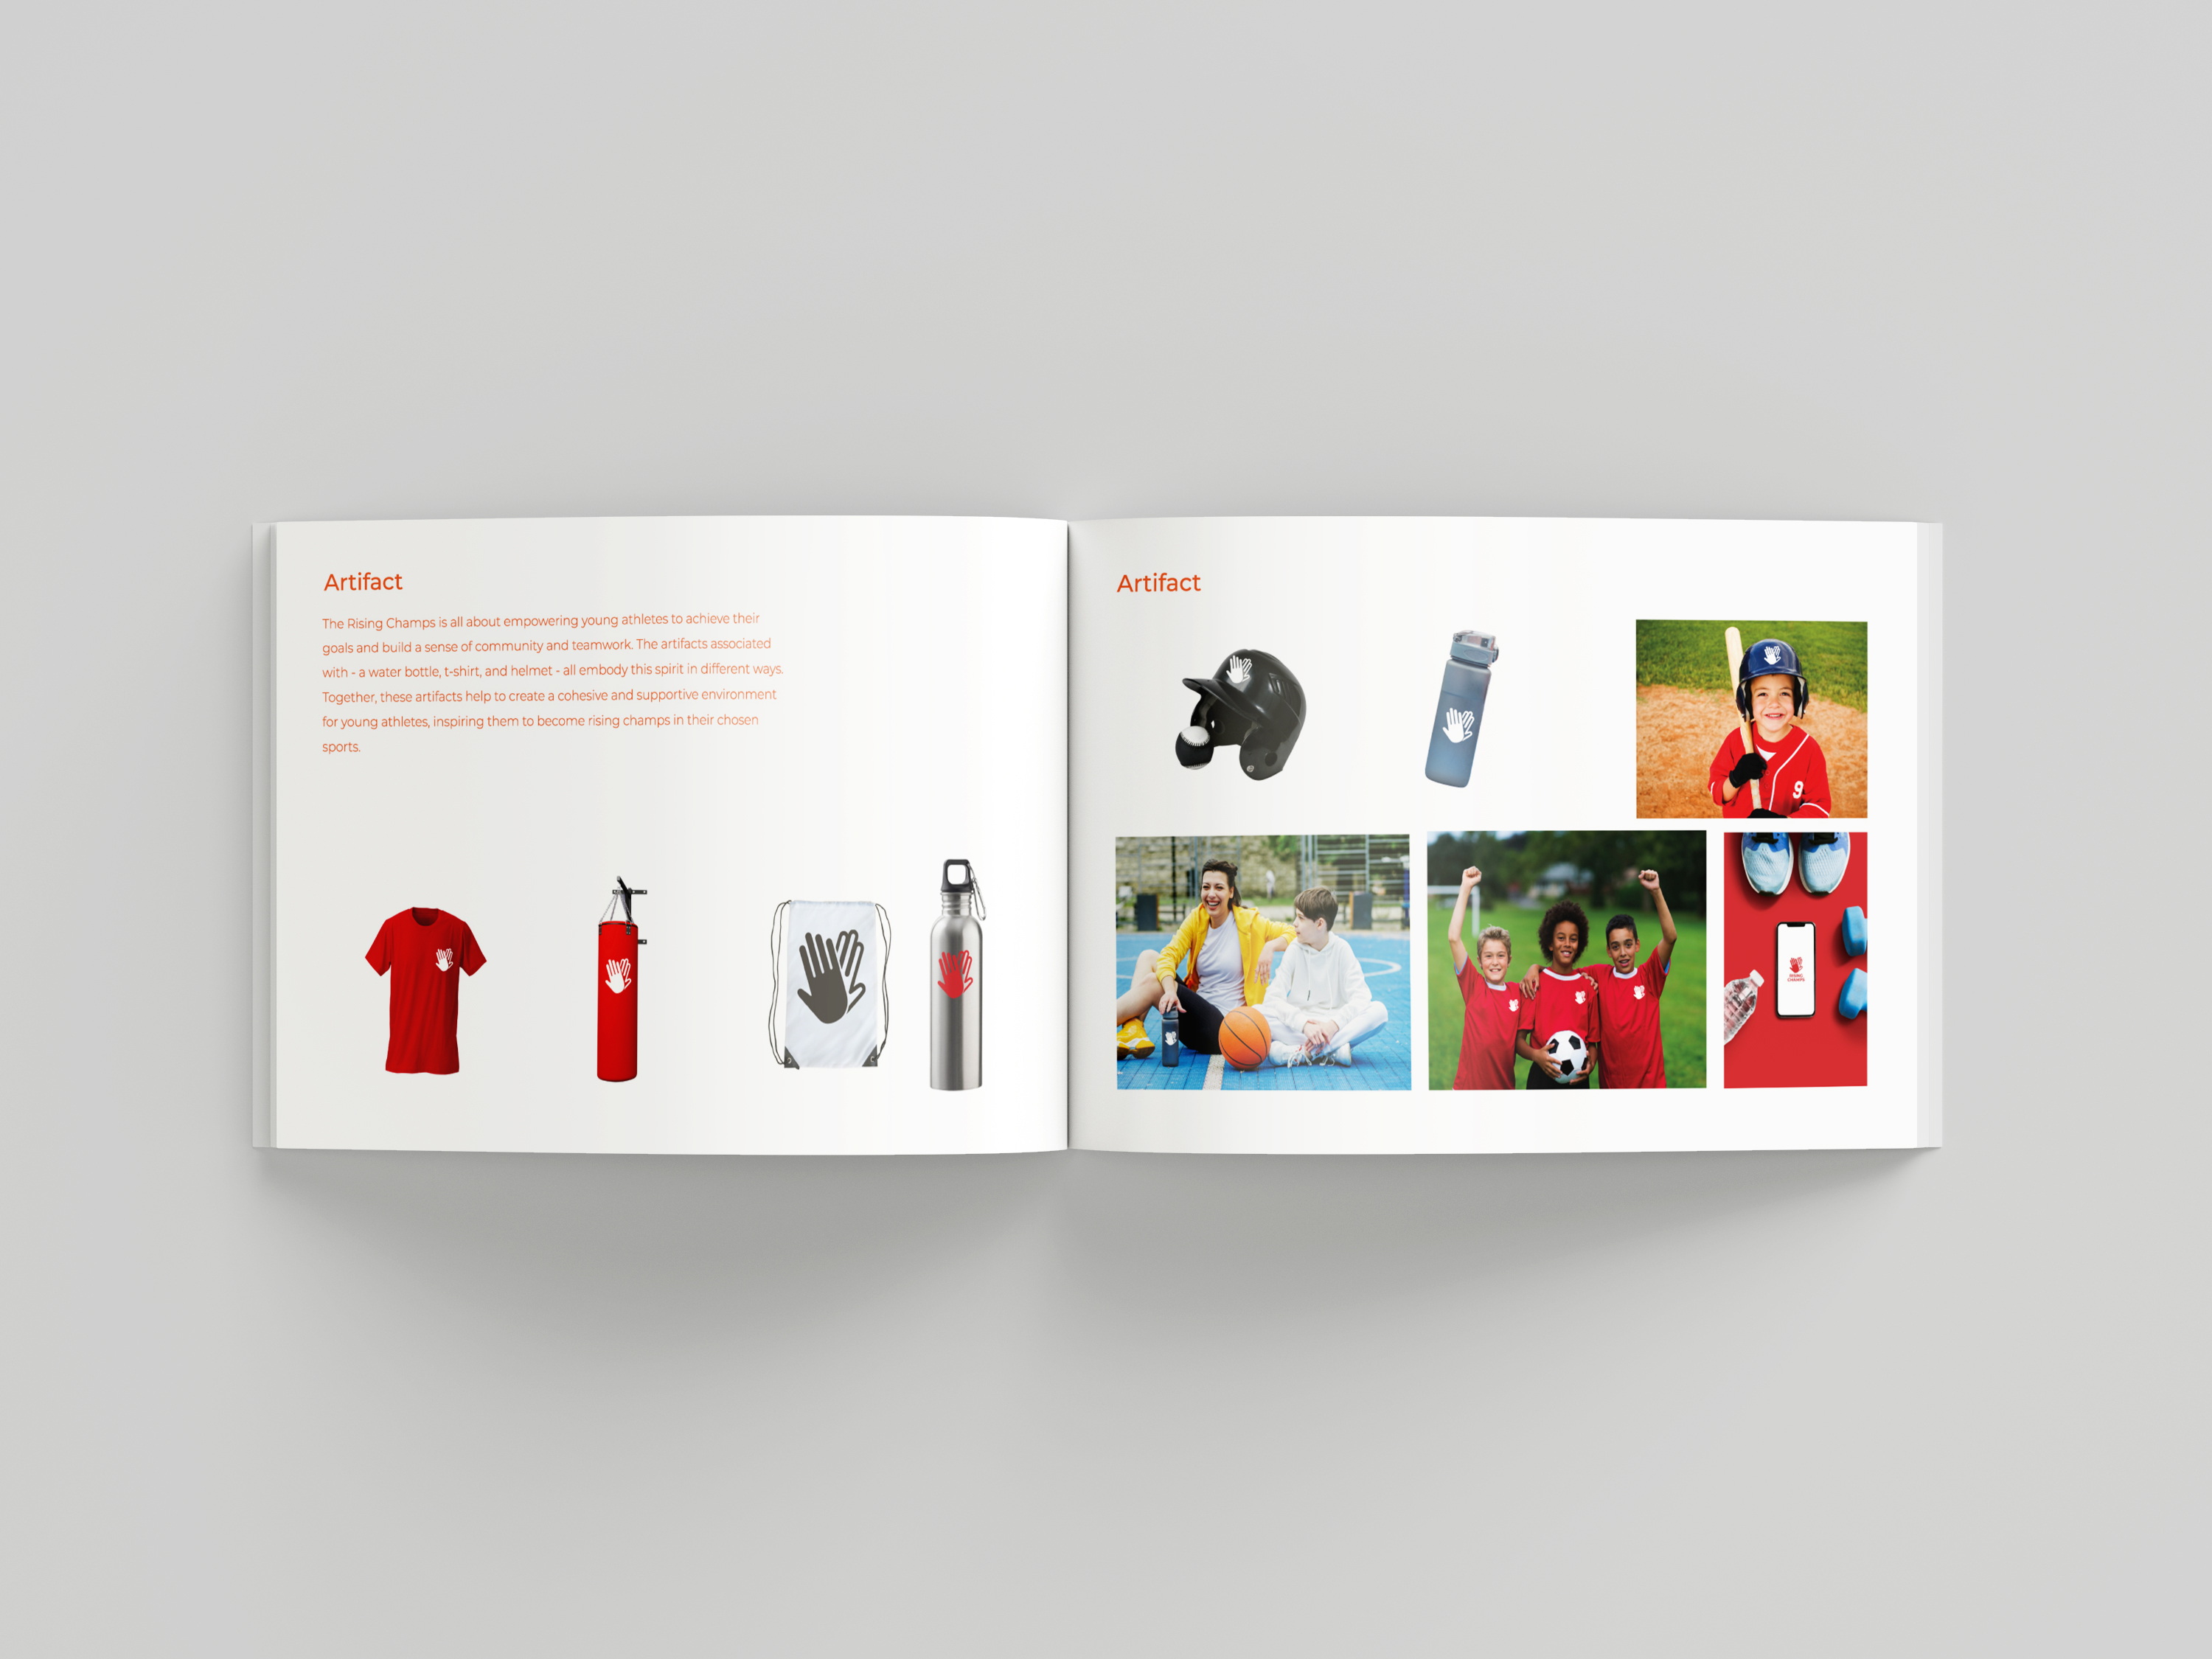 Artifact
The Rising Champs is all about empowering young athletes to achieve their
goals and build a sense of community and teamwork. The artifacts associated
with - a water bottle, t-shirt, and helmet - all embody this spirit in different ways.
Together, these artifacts help to create a cohesive and supportive environment
for young athletes, inspiring them to become rising champs in their chosen
sports.
Artifact
9
RISING
CHAMPS